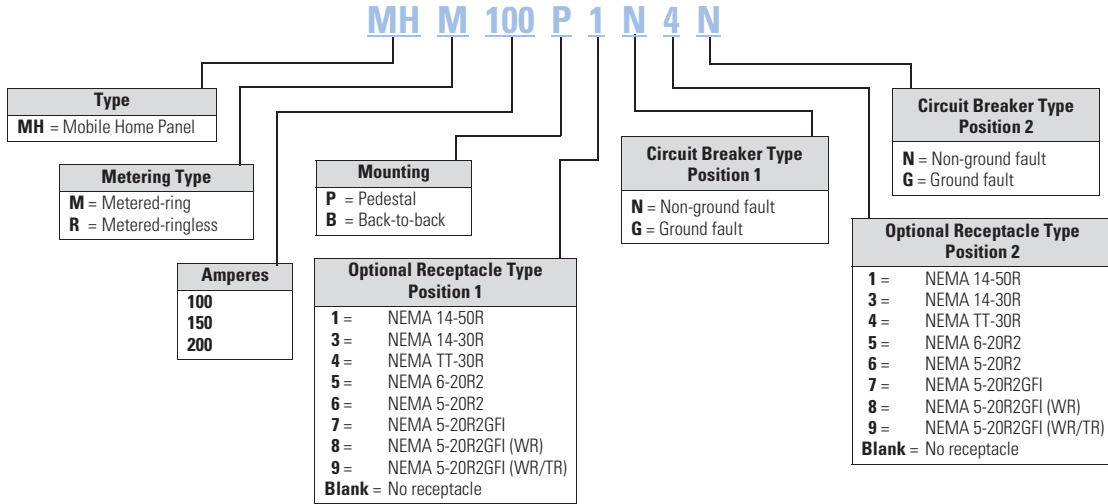 MH M 100 P 1 N 4 N
Type
MH = Mobile Home Panel
Metering Type
M = Metered-ring
R = Metered-ringless
Amperes
100
150
200
Mounting
P = Pedestal
B = Back-to-back
Optional Receptacle Type
Position 1
1 = NEMA 14-50R
3 = NEMA 14-30R
4 = NEMA TT-30R
5 = NEMA 6-20R2
6 = NEMA 5-20R2
7 = NEMA 5-20R2GFI
8 = NEMA 5-20R2GFI (WR)
9 = NEMA 5-20R2GFI (WR/TR)
Blank = No receptacle
Circuit Breaker Type
Position 1
N = Non-ground fault
G = Ground fault
Optional Receptacle Type
Position 2
1 = NEMA 14-50R
3 = NEMA 14-30R
4 = NEMA TT-30R
5 = NEMA 6-20R2
6 = NEMA 5-20R2
7 = NEMA 5-20R2GFI
8 = NEMA 5-20R2GFI (WR)
9 = NEMA 5-20R2GFI (WR/TR)
Blank = No receptacle
Circuit Breaker Type
Position 2
N = Non-ground fault
G = Ground fault